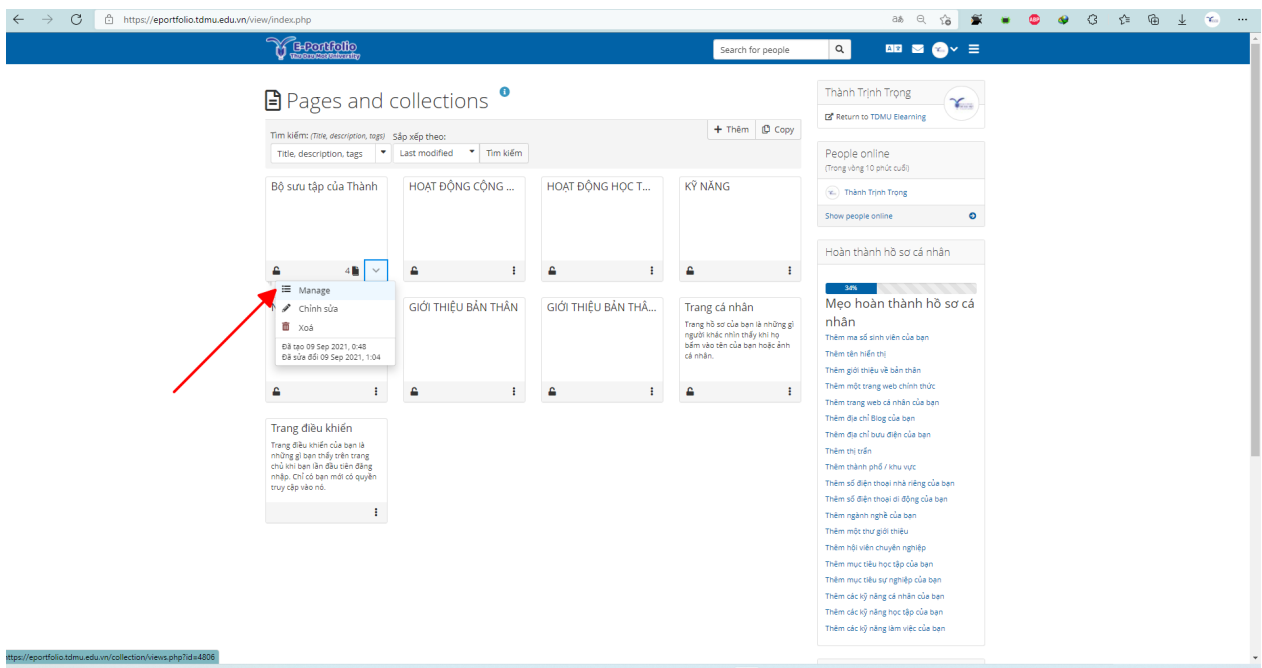 https://eportfolio.tdmu.edu.vn/view/index.php
E-Portfolio
Thu Dau Mot University
Search for people
Pages and collections
Thêm
Copy
Tìm kiếm: (Title, description, tags)
Sắp xếp theo:
Title, description, tags
Last modified
Tìm kiếm
Bộ sưu tập của Thành
HOẠT ĐỘNG CỘNG ...
HOẠT ĐỘNG HỌC T...
KỸ NĂNG
4
Manage
Chỉnh sửa
Xoá
Đã tạo 09 Sep 2021, 0:48
Đã sửa đổi 09 Sep 2021, 1:04
GIỚI THIỆU BẢN THÂN
GIỚI THIỆU BẢN THÂ...
Trang cá nhân
Trang hồ sơ của bạn là những gì
người khác nhìn thấy khi họ
bấm vào tên của bạn hoặc ảnh
cá nhân.
Trang điều khiển
Trang điều khiển của bạn là
những gì bạn thấy trên trang
chủ khi bạn lần đầu tiên đăng
nhập. Chỉ có bạn mới có quyền
truy cập vào nó.
Thành Trịnh Trọng
Return to TDMU Elearning
People online
(Trong vòng 10 phút cuối)
Thành Trịnh Trọng
Show people online
Hoàn thành hồ sơ cá nhân
34%
Mẹo hoàn thành hồ sơ cá
nhân
Thêm mã số sinh viên của bạn
Thêm tên hiển thị
Thêm giới thiệu về bản thân
Thêm một trang web chính thức
Thêm trang web cá nhân của bạn
Thêm địa chỉ Blog của bạn
Thêm địa chỉ bưu điện của bạn
Thêm thị trấn
Thêm thành phố / khu vực
Thêm số điện thoại nhà riêng của bạn
Thêm số điện thoại di động của bạn
Thêm ngành nghề của bạn
Thêm một thư giới thiệu
Thêm hội viên chuyên nghiệp
Thêm mục tiêu học tập của bạn
Thêm mục tiêu sự nghiệp của bạn
Thêm các kỹ năng cá nhân của bạn
Thêm các kỹ năng học tập của bạn
Thêm các kỹ năng làm việc của bạn
https://eportfolio.tdmu.edu.vn/collection/views.php?id=4806